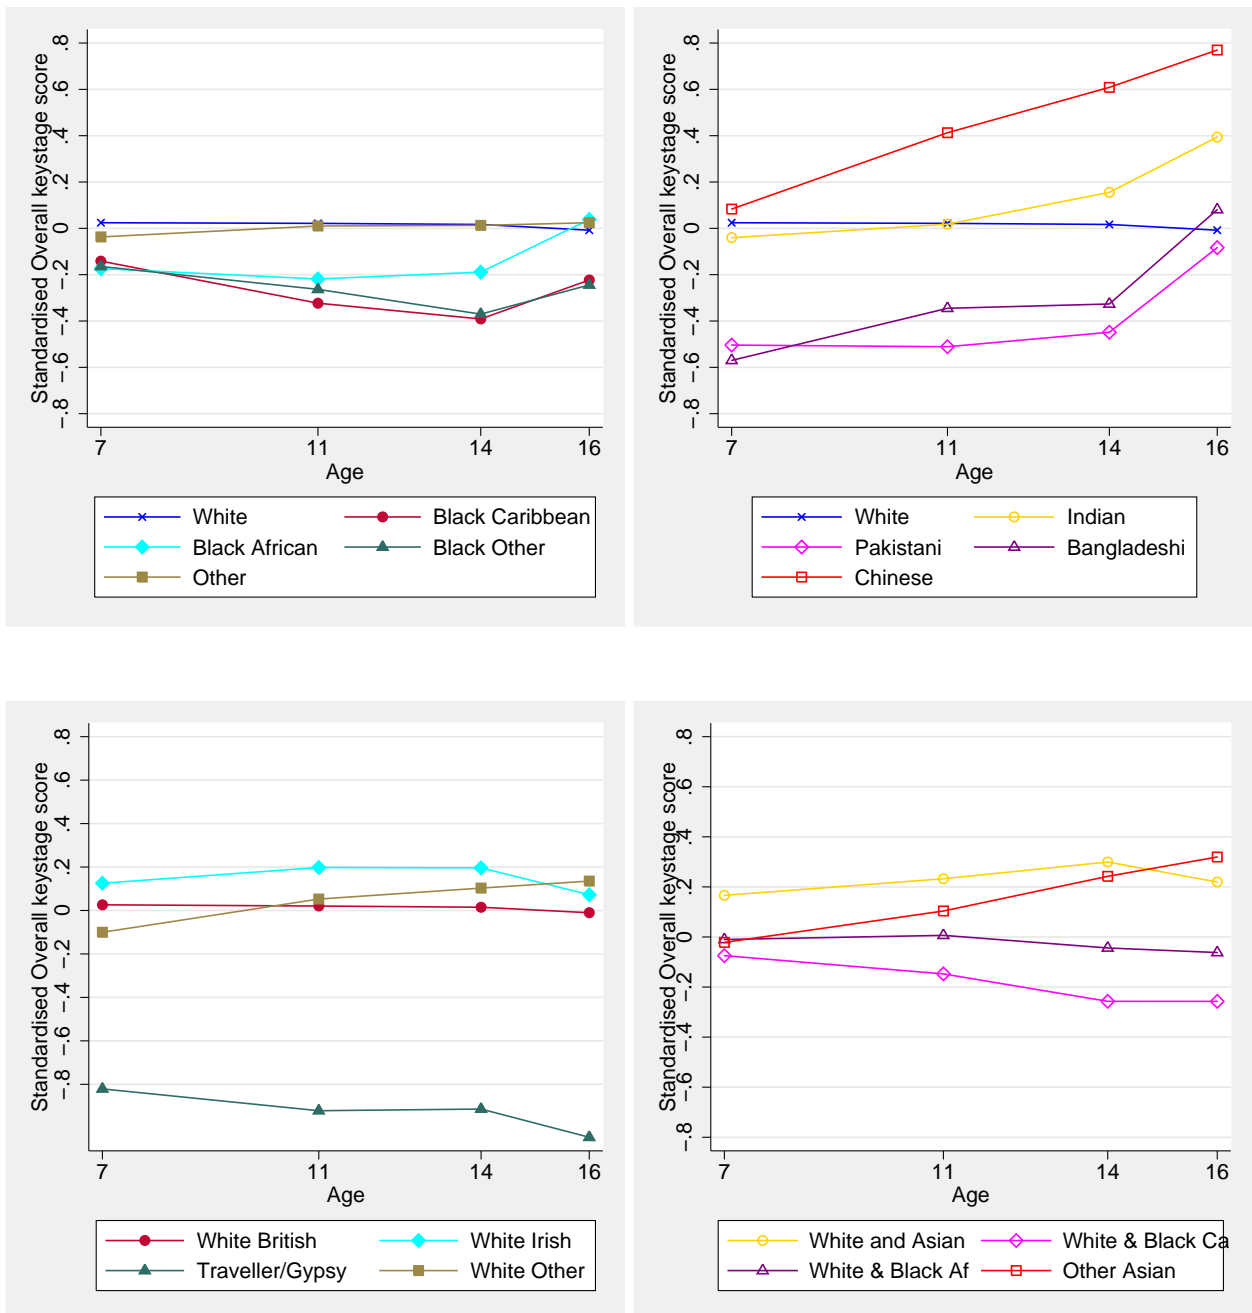 Standardised Overall keystage score
.8
.6
.4
.2
0
-.2
-.4
-.6
-.8
7 11 14 16
Age
White Black Caribbean
Black African Black Other
Other
Standardised Overall keystage score
.8
.6
.4
.2
0
-.2
-.4
-.6
-.8
7 11 14 16
Age
White Indian
Pakistani Bangladeshi
Chinese
Standardised Overall keystage score
.8
.6
.4
.2
0
-.2
-.4
-.6
-.8
7 11 14 16
Age
White British White Irish
Traveller/Gypsy White Other
Standardised Overall keystage score
.8
.6
.4
.2
0
-.2
-.4
-.6
-.8
7 11 14 16
Age
White and Asian White & Black Ca
White & Black Af Other Asian